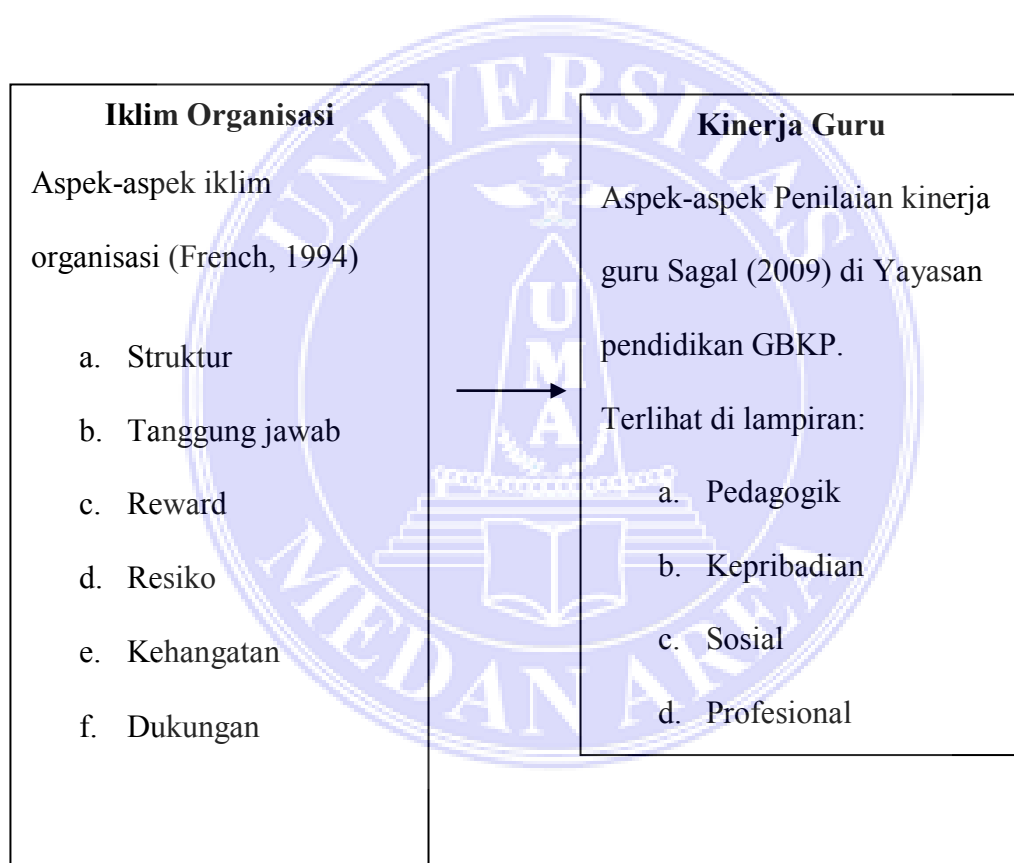 Iklim Organisasi
Aspek-aspek iklim
organisasi (French, 1994)
a. Struktur
b. Tanggung jawab
c. Reward
d. Resiko
e. Kehangatan
f. Dukungan
Kinerja Guru
Aspek-aspek Penilaian kinerja
guru Sagal (2009) di Yayasan
pendidikan GBKP.
Terlihat di lampiran:
a. Pedagogik
b. Kepribadian
c. Sosial
d. Profesional
UNIVERSITAS
UMA
MEDAN AREA